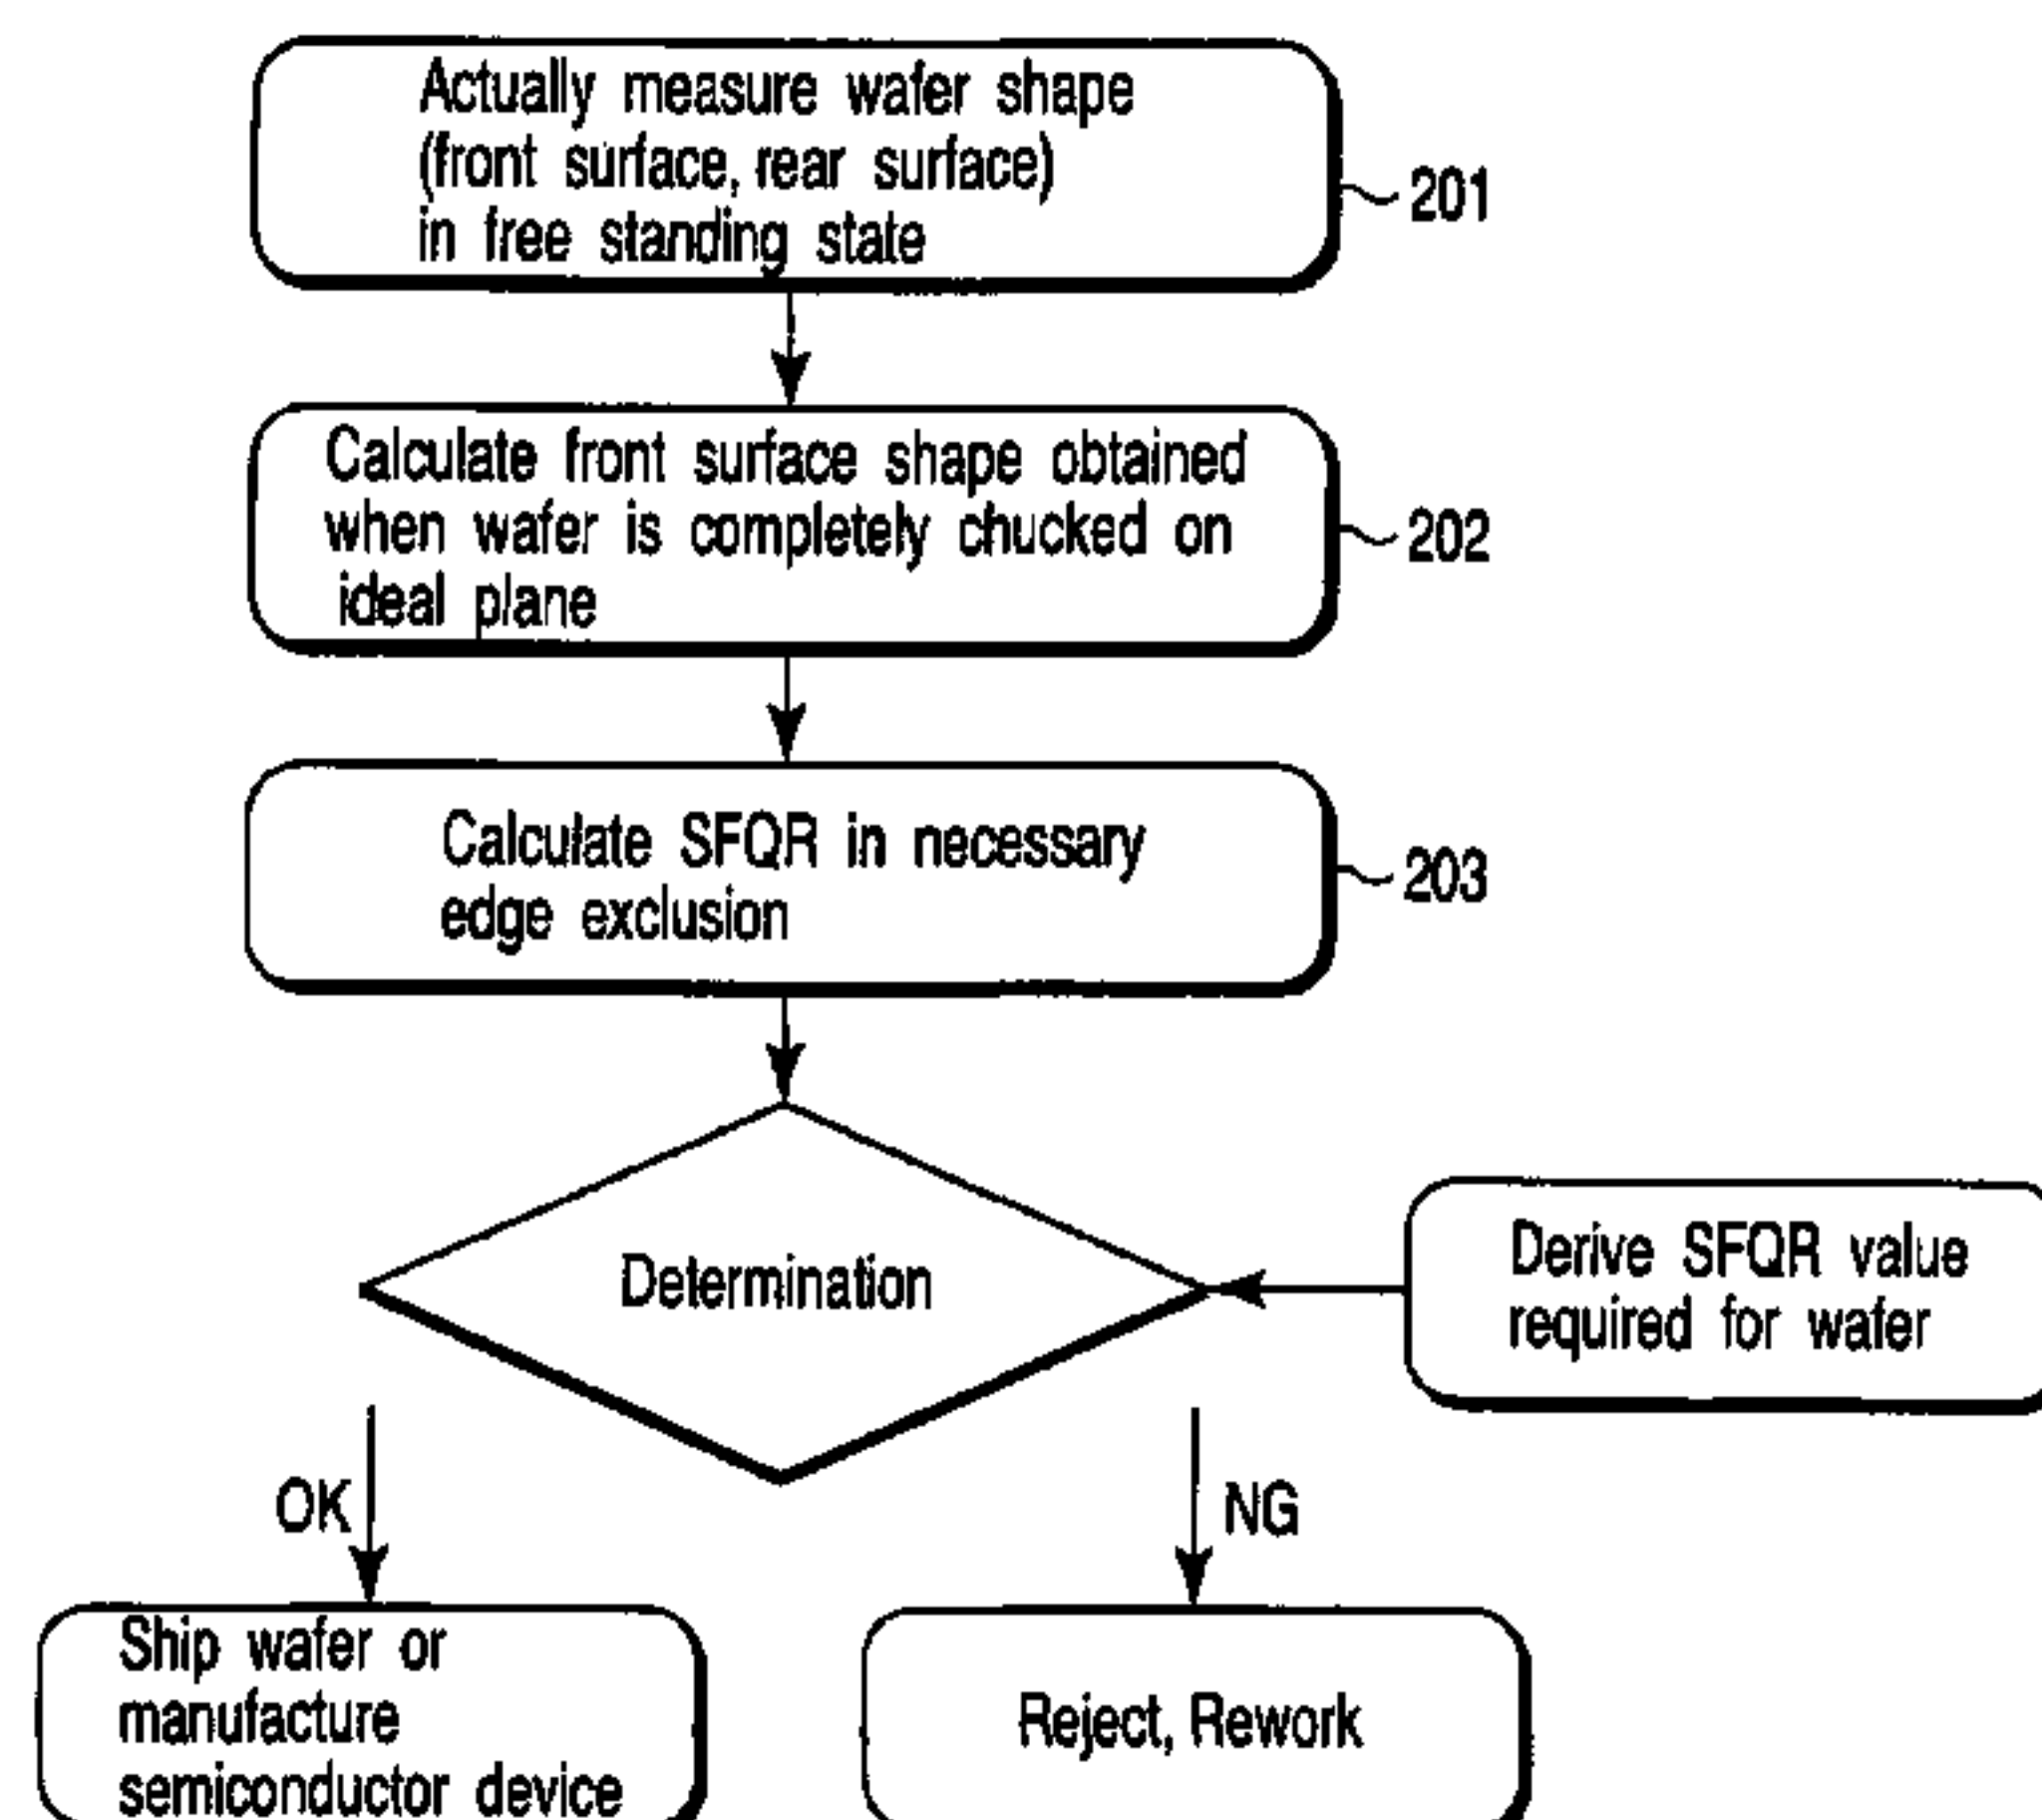 Actually measure wafer shape
(front surface, rear surface)
in free standing state
201
Calculate front surface shape obtained
when wafer is completely chucked on
ideal plane
202
Calculate SFQR in necessary
edge exclusion
203
Determination
Derive SFQR value
required for wafer
OK
NG
Ship wafer or
manufacture
semiconductor device
Reject, Rework